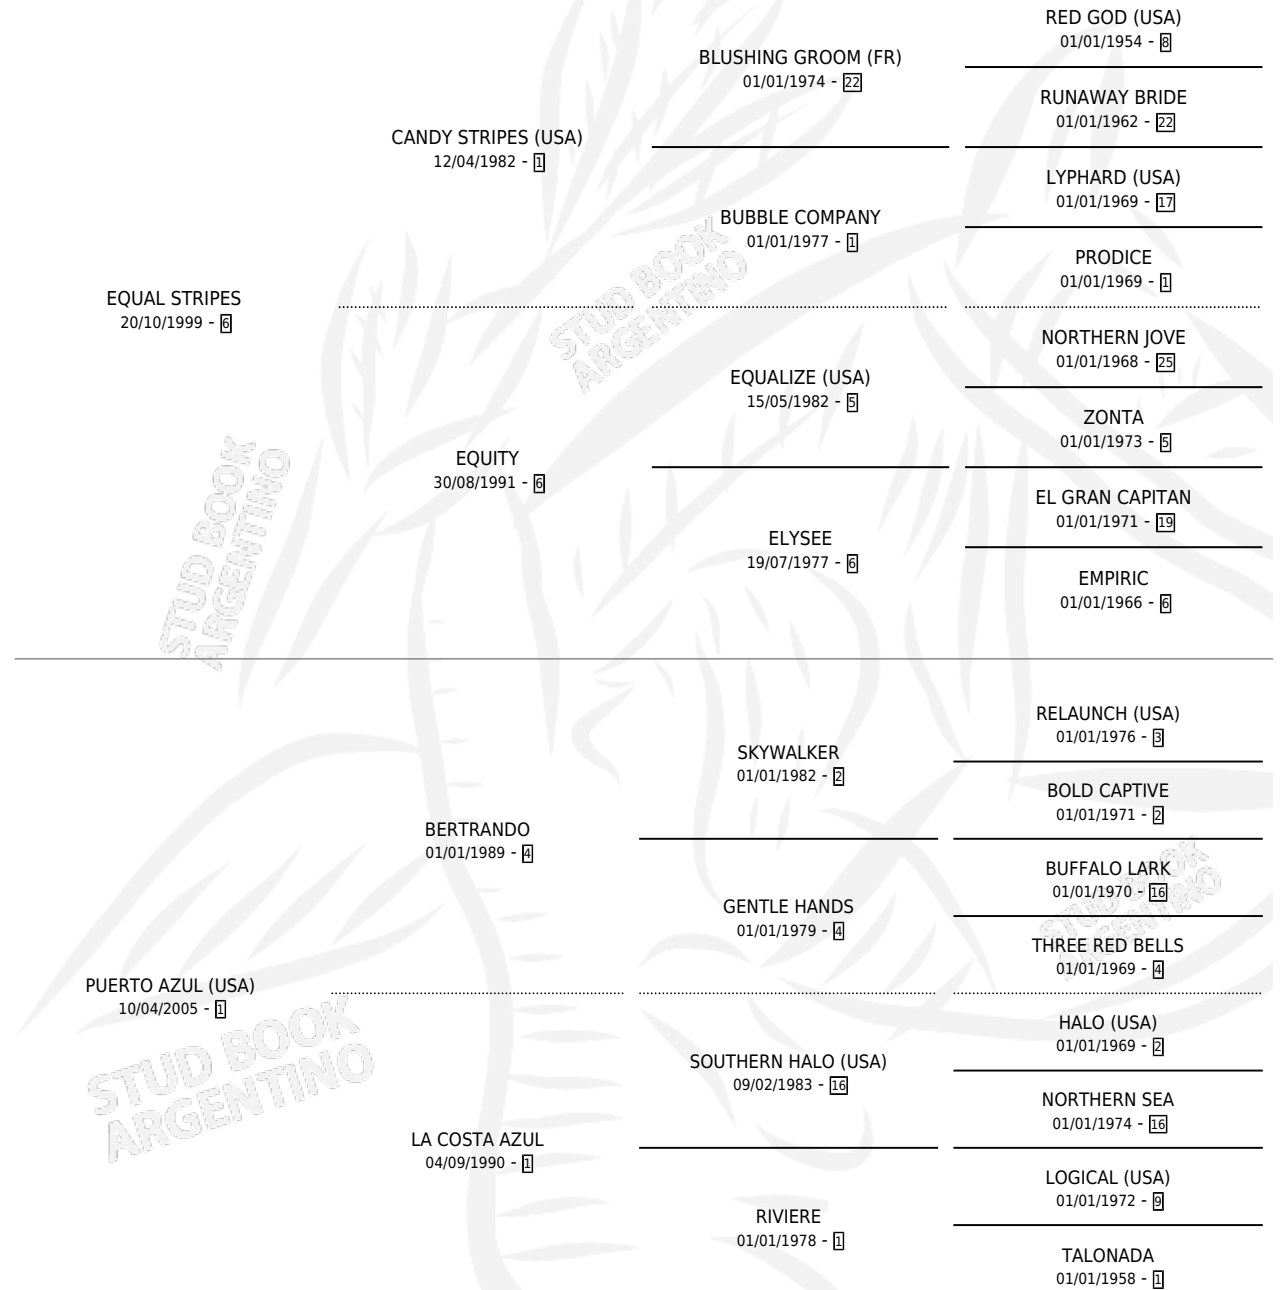 RED GOD (USA)
01/01/1954 - 8
BLUSHING GROOM (FR)
01/01/1974 - 22
RUNAWAY BRIDE
01/01/1962 - 22
CANDY STRIPES (USA)
12/04/1982 - 1
LYPHARD (USA)
01/01/1969 - 17
BUBBLE COMPANY
01/01/1977 - 1
PRODICE
01/01/1969 - 1
EQUAL STRIPES
20/10/1999 - 6
STUD BOOK
ARGENTINO
NORTHERN JOVE
01/01/1968 - 25
EQUALIZE (USA)
15/05/1982 - 5
ZONTA
01/01/1973 - 5
EQUITY
30/08/1991 - 6
EL GRAN CAPITAN
01/01/1971 - 19
ELYSEE
19/07/1977 - 6
EMPIRIC
01/01/1966 - 6
STUD BOOK
ARGENTINO
RELAUNCH (USA)
01/01/1976 - 3
SKYWALKER
01/01/1982 - 2
BOLD CAPTIVE
01/01/1971 - 2
BERTRANDO
01/01/1989 - 4
BUFFALO LARK
01/01/1970 - 16
GENTLE HANDS
01/01/1979 - 4
STUD BOOK
ARGENTINO
THREE RED BELLS
01/01/1969 - 4
PUERTO AZUL (USA)
10/04/2005 - 1
STUD BOOK
ARGENTINO
HALO (USA)
01/01/1969 - 2
SOUTHERN HALO (USA)
09/02/1983 - 16
NORTHERN SEA
01/01/1974 - 16
LA COSTA AZUL
04/09/1990 - 1
LOGICAL (USA)
01/01/1972 - 9
RIVIERE
01/01/1978 - 1
TALONADA
01/01/1958 - 1